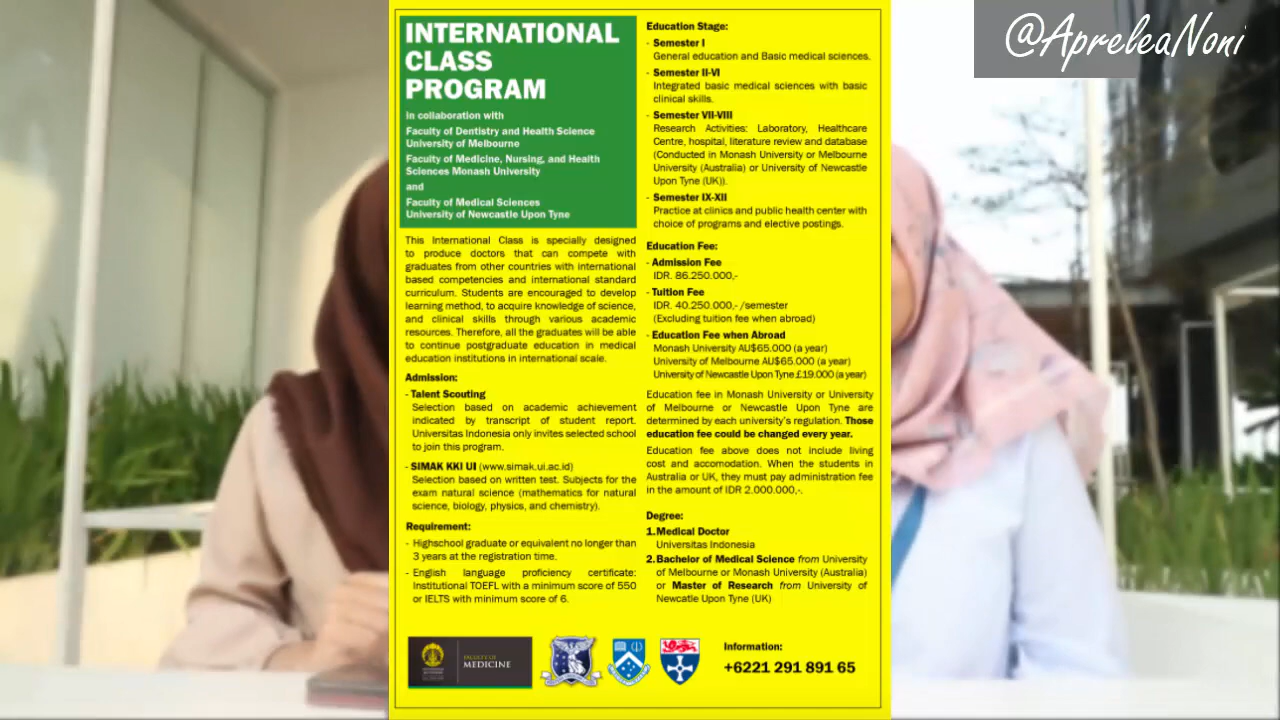 @ApreleaNoni
INTERNATIONAL
CLASS
PROGRAM
in collaboration with
Faculty of Dentistry and Health Science
University of Melbourne
Faculty of Medicine, Nursing, and Health
Sciences Monash University
and
Faculty of Medical Sciences
University of Newcastle Upon Tyne
This International Class is specially designed
to produce doctors that can compete with
graduates from other countries with international
based competencies and international standard
curriculum. Students are encouraged to develop
learning method, to acquire knowledge of science,
and clinical skills through various academic
resources. Therefore, all the graduates will be able
to continue postgraduate education in medical
education institutions in international scale.
Admission:
- Talent Scouting
Selection based on academic achievement
indicated by transcript of student report.
Universitas Indonesia only invites selected school
to join this program.
- SIMAK KKI UI (www.simak.ui.ac.id)
Selection based on written test. Subjects for the
exam natural science (mathematics for natural
science, biology, physics, and chemistry).
Requirement:
- Highschool graduate or equivalent no longer than
3 years at the registration time.
- English language proficiency certificate:
Institutional TOEFL with a minimum score of 550
or IELTS with minimum score of 6.
Education Stage:
- Semester I
General education and Basic medical sciences.
- Semester II-VI
Integrated basic medical sciences with basic
clinical skills.
- Semester VII-VIII
Research Activities: Laboratory, Healthcare
Centre, hospital, literature review and database
(Conducted in Monash University or Melbourne
University (Australia) or University of Newcastle
Upon Tyne (UK)).
- Semester IX-XII
Practice at clinics and public health center with
choice of programs and elective postings.
Education Fee:
- Admission Fee
IDR. 86.250.000,-
- Tuition Fee
IDR. 40.250.000,- /semester
(Excluding tuition fee when abroad)
- Education Fee when Abroad
Monash University AU$65.000 (a year)
University of Melbourne AU$65.000 (a year)
University of Newcastle Upon Tyne £19.000 (a year)
Education fee in Monash University or University
of Melbourne or Newcastle Upon Tyne are
determined by each university's regulation. Those
education fee could be changed every year.
Education fee above does not include living
cost and accomodation. When the students in
Australia or UK, they must pay administration fee
in the amount of IDR 2.000.000,-.
Degree:
1.Medical Doctor
Universitas Indonesia
2.Bachelor of Medical Science from University
of Melbourne or Monash University (Australia)
or Master of Research from University of
Newcatle Upon Tyne (UK)
FACULTY OF
MEDICINE
Information:
+6221 291 891 65